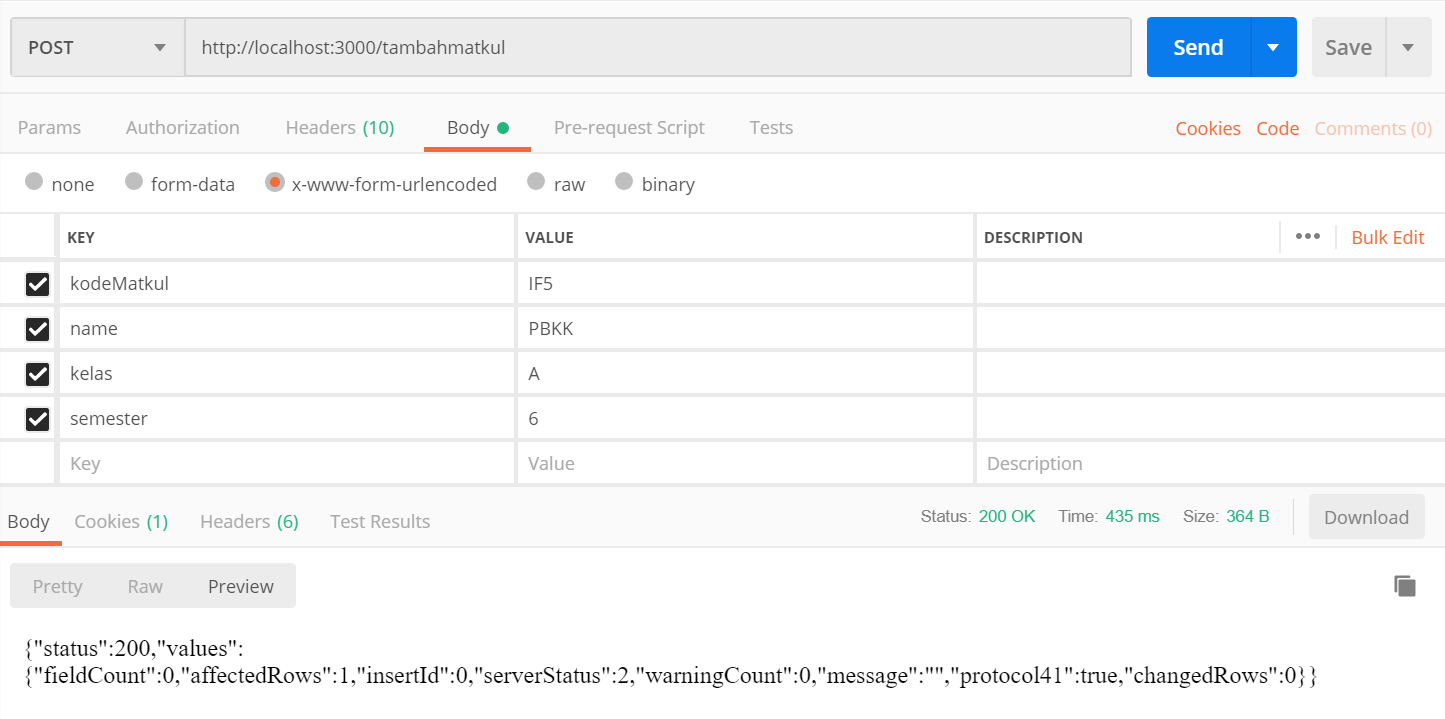 POST http://localhost:3000/tambahmatkul Send Save
Params Authorization Headers (10) Body Pre-request Script Tests Cookies Code Comments (0)
none form-data x-www-form-urlencoded raw binary
KEY VALUE DESCRIPTION ••• Bulk Edit
kodeMatkul IF5
name PBKK
kelas A
semester 6
Key Value Description
Body Cookies (1) Headers (6) Test Results Status: 200 OK Time: 435 ms Size: 364 B Download
Pretty Raw Preview
{"status":200,"values":
{"fieldCount":0,"affectedRows":1,"insertId":0,"serverStatus":2,"warningCount":0,"message":"","protocol41":true,"changedRows":0}}